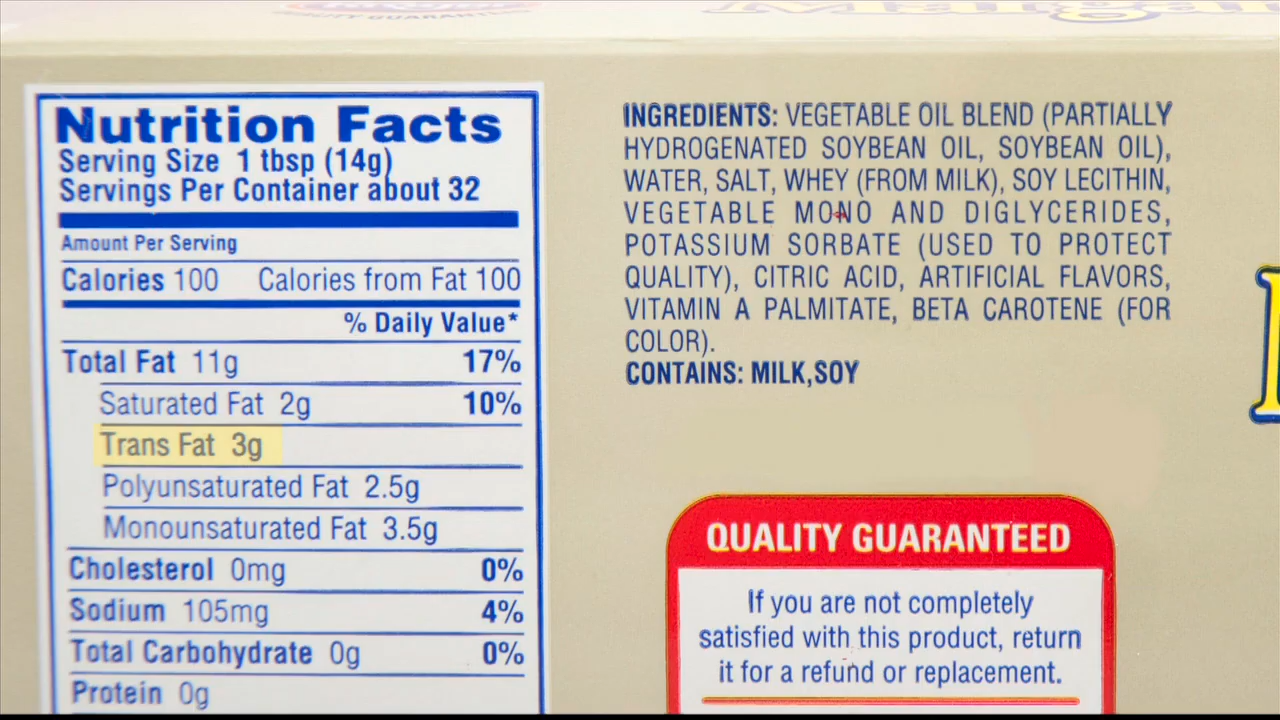 QUALITY GUARANTEED
Nutrition Facts
Serving Size 1 tbsp (14g)
Servings Per Container about 32
Amount Per Serving
Calories 100 Calories from Fat 100
% Daily Value*
Total Fat 11g 17%
Saturated Fat 2g 10%
Trans Fat 3g
Polyunsaturated Fat 2.5g
Monounsaturated Fat 3.5g
Cholesterol 0mg 0%
Sodium 105mg 4%
Total Carbohydrate 0g 0%
Protein 0g
INGREDIENTS: VEGETABLE OIL BLEND (PARTIALLY
HYDROGENATED SOYBEAN OIL, SOYBEAN OIL),
WATER, SALT, WHEY (FROM MILK), SOY LECITHIN,
VEGETABLE MONO AND DIGLYCERIDES,
POTASSIUM SORBATE (USED TO PROTECT
QUALITY), CITRIC ACID, ARTIFICIAL FLAVORS,
VITAMIN A PALMITATE, BETA CAROTENE (FOR
COLOR).
CONTAINS: MILK,SOY
QUALITY GUARANTEED
If you are not completely
satisfied with this product, return
it for a refund or replacement.